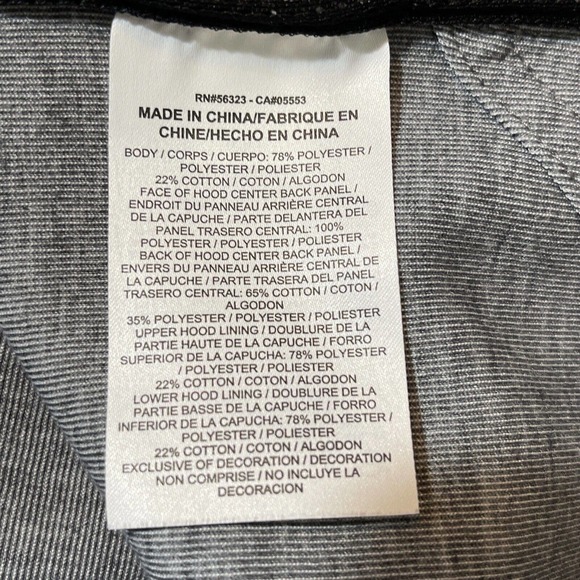 RN#56323 - CA#05553
MADE IN CHINA/FABRIQUE EN
CHINE/HECHO EN CHINA
BODY / CORPS / CUERPO: 78% POLYESTER /
POLYESTER / POLIESTER
22% COTTON / COTON / ALGODON
FACE OF HOOD CENTER BACK PANEL /
ENDROIT DU PANNEAU ARRIÈRE CENTRAL
DE LA CAPUCHE / PARTE DELANTERA DEL
PANEL TRASERO CENTRAL: 100%
POLYESTER / POLYESTER / POLIESTER
BACK OF HOOD CENTER BACK PANEL /
ENVERS DU PANNEAU ARRIÈRE CENTRAL DE
LA CAPUCHE / PARTE TRASERA DEL PANEL
TRASERO CENTRAL: 65% COTTON / COTON /
ALGODON
35% POLYESTER / POLYESTER / POLIESTER
UPPER HOOD LINING / DOUBLURE DE LA
PARTIE HAUTE DE LA CAPUCHE / FORRO
SUPERIOR DE LA CAPUCHA: 78% POLYESTER
/ POLYESTER / POLIESTER
22% COTTON / COTON / ALGODON
LOWER HOOD LINING / DOUBLURE DE LA
PARTIE BASSE DE LA CAPUCHE / FORRO
INFERIOR DE LA CAPUCHA: 78% POLYESTER /
POLYESTER / POLIESTER
22% COTTON / COTON / ALGODON
EXCLUSIVE OF DECORATION / DECORATION
NON COMPRISE / NO INCLUYE LA
DECORACION